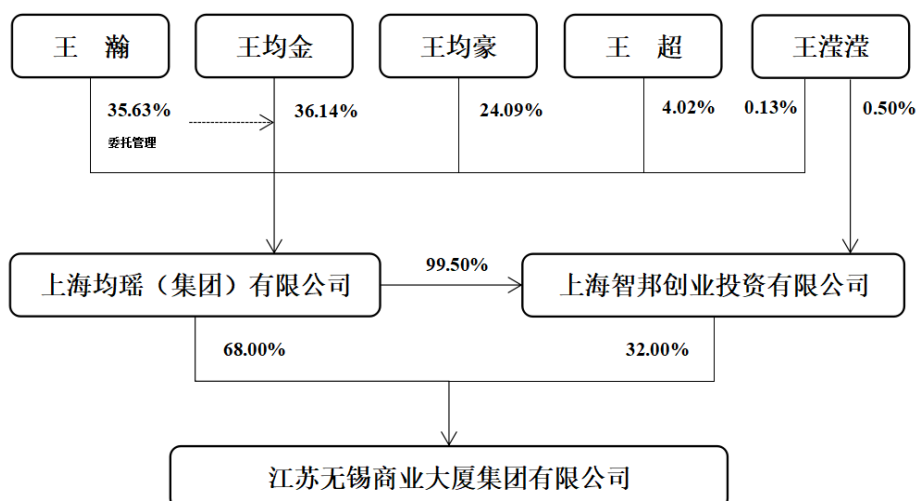 王　瀚
王均金
王均豪
王　超
王滢滢
35.63%
36.14%
24.09%
4.02%
0.13%
0.50%
委托管理
上海均瑶（集团）有限公司
99.50%
上海智邦创业投资有限公司
68.00%
32.00%
江苏无锡商业大厦集团有限公司